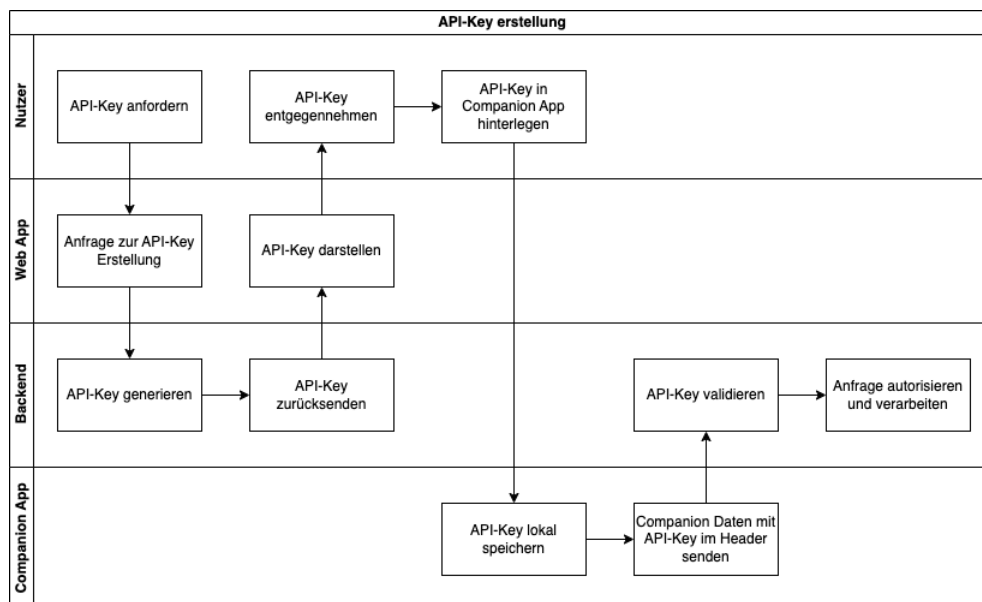 API-Key erstellung
Nutzer
API-Key anfordern
API-Key
entgegennehmen
API-Key in
Companion App
hinterlegen
Web App
Anfrage zur API-Key
Erstellung
API-Key darstellen
Backend
API-Key generieren
API-Key
zurücksenden
API-Key validieren
Anfrage autorisieren
und verarbeiten
Companion App
API-Key lokal
speichern
Companion Daten mit
API-Key im Header
senden